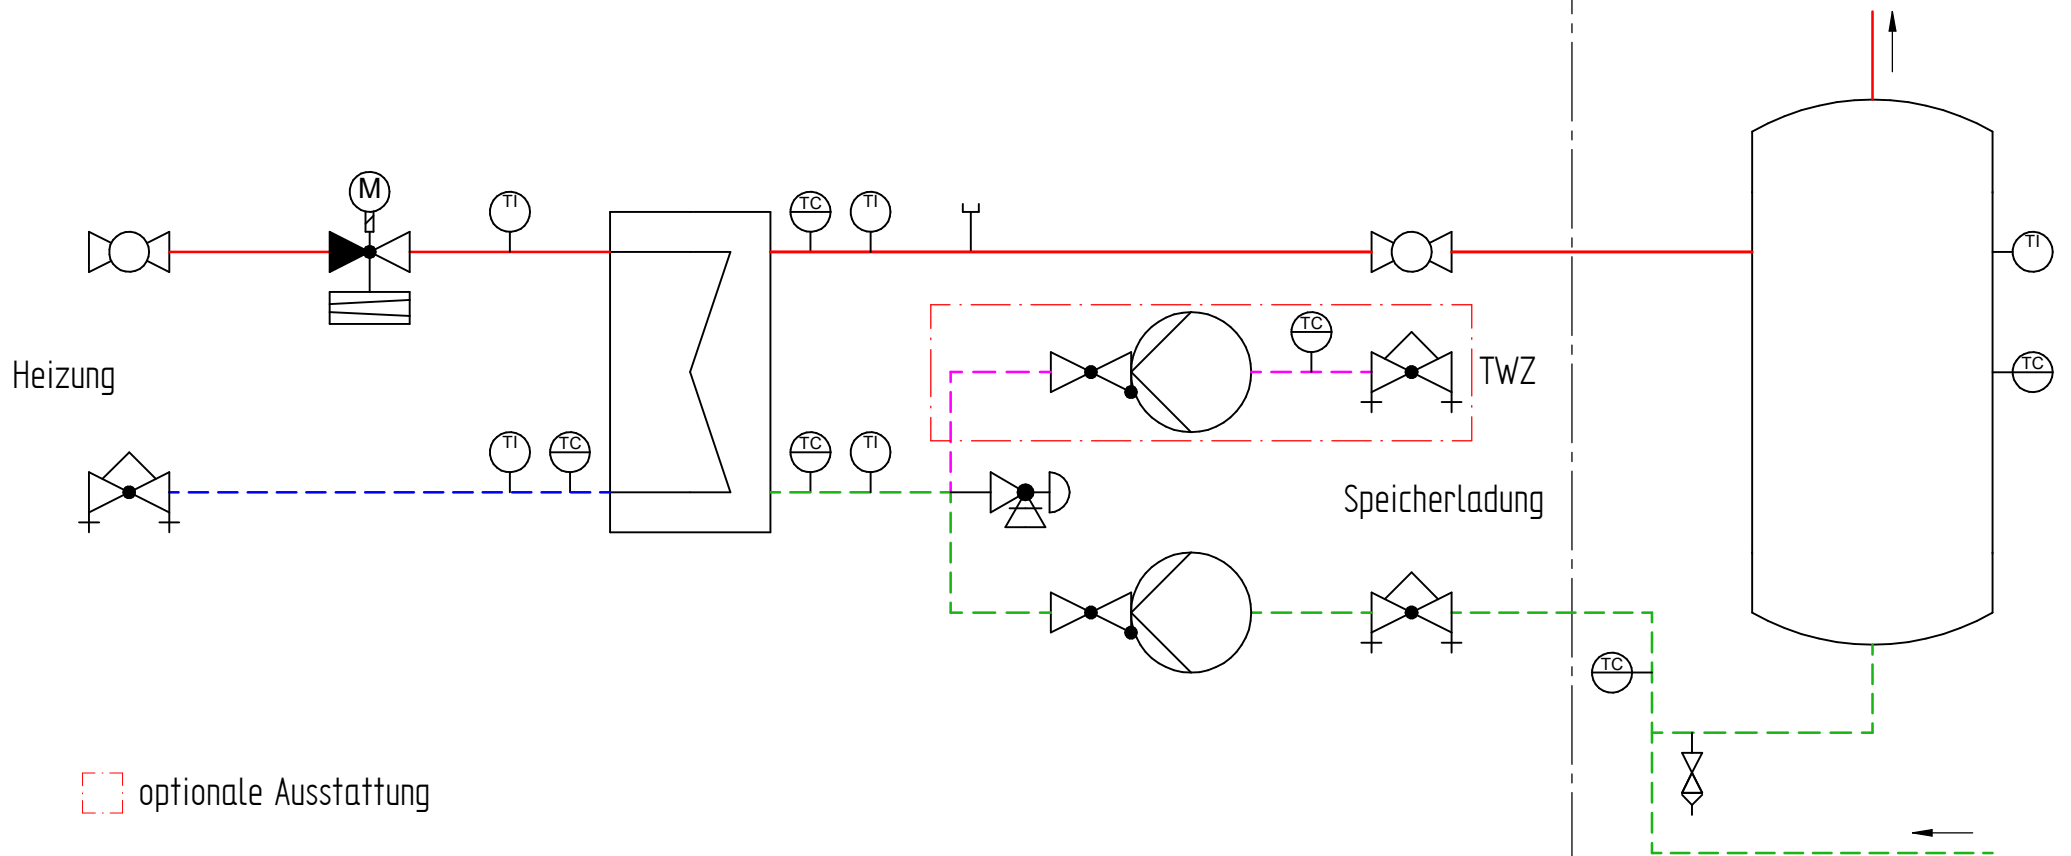 M
TI
TC
TI
TI
TC
TWZ
Heizung
TC
TI
TC
TC
TI
Speicherladung
TC
optionale Ausstattung